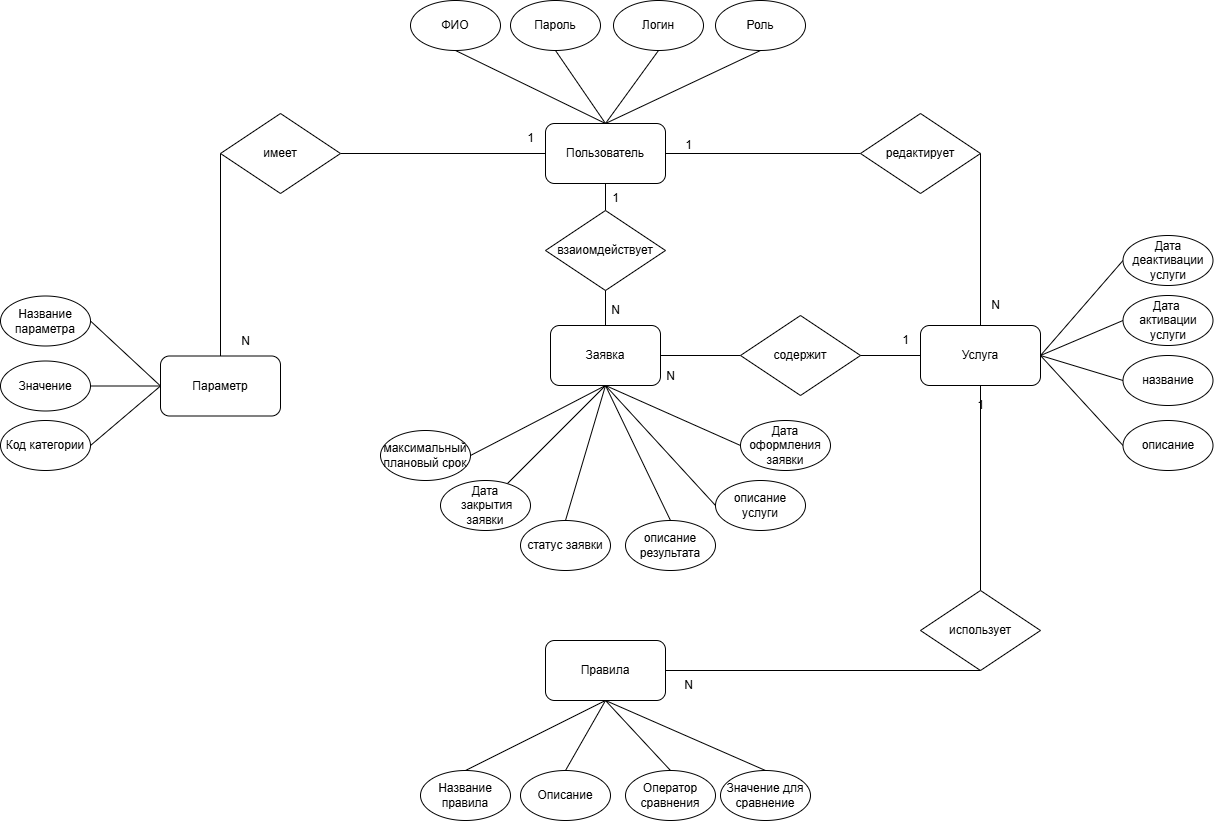 ФИО
Пароль
Логин
Роль
имеет
1
Пользователь
1
редактирует
1
взаиомдействует
N
Дата
деактивации
услуги
Дата
активации
услуги
название
описание
N
Название
параметра
Значение
Код категории
N
Параметр
Заявка
N
содержит
1
Услуга
1
максимальный
плановый срок
Дата
закрытия
заявки
статус заявки
описание
результата
описание
услуги
Дата
оформления
заявки
использует
Правила
N
Название
правила
Описание
Оператор
сравнения
Значение для
сравнение